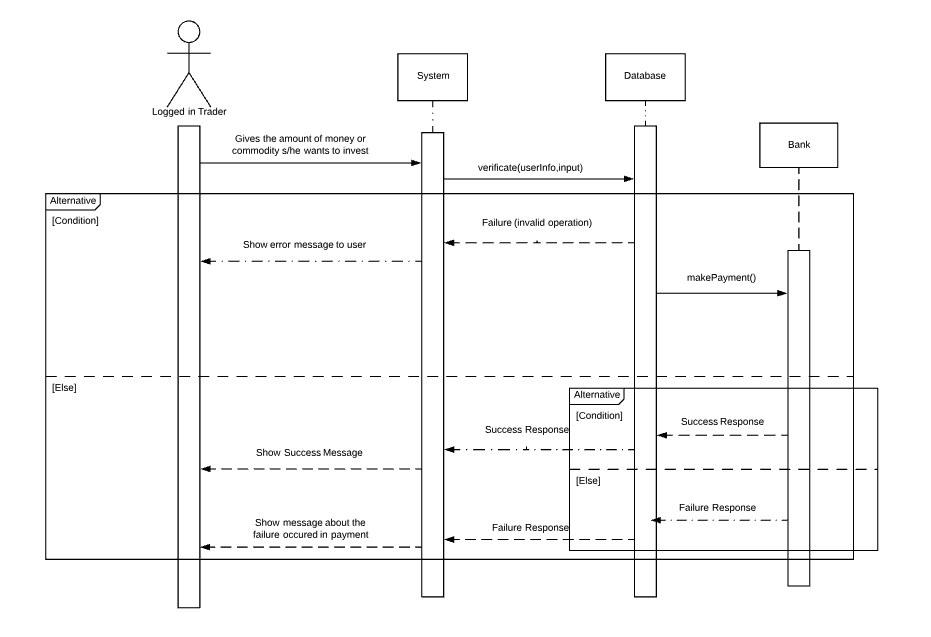 System
Database
Logged in Trader
Bank
Gives the amount of money or
commodity s/he wants to invest
verificate(userInfo,input)
Alternative
[Condition]
Failure (invalid operation)
Show error message to user
makePayment()
[Else]
Alternative
[Condition]
Success Response
Success Response
Show Success Message
[Else]
Failure Response
Show message about the
failure occured in payment
Failure Response